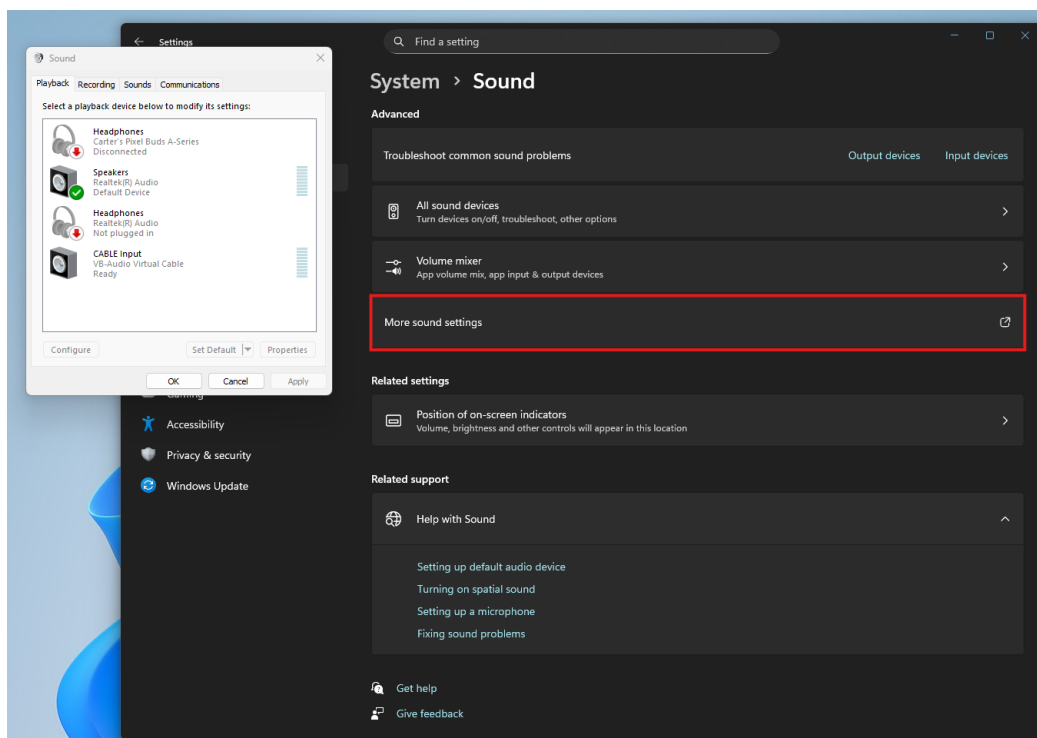 Sound
Playback Recording Sounds Communications
Select a playback device below to modify its settings:
Headphones
Carter's Pixel Buds A-Series
Disconnected
Speakers
Realtek(R) Audio
Default Device
Headphones
Realtek(R) Audio
Not plugged in
CABLE Input
VB-Audio Virtual Cable
Ready
Configure Set Default Properties
OK Cancel Apply
Settings
Gaming
Accessibility
Privacy & security
Windows Update
Find a setting
System > Sound
Advanced
Troubleshoot common sound problems Output devices Input devices
All sound devices
Turn devices on/off, troubleshoot, other options
Volume mixer
App volume mix, app input & output devices
More sound settings
Related settings
Position of on-screen indicators
Volume, brightness and other controls will appear in this location
Related support
Help with Sound
Setting up default audio device
Turning on spatial sound
Setting up a microphone
Fixing sound problems
Get help
Give feedback